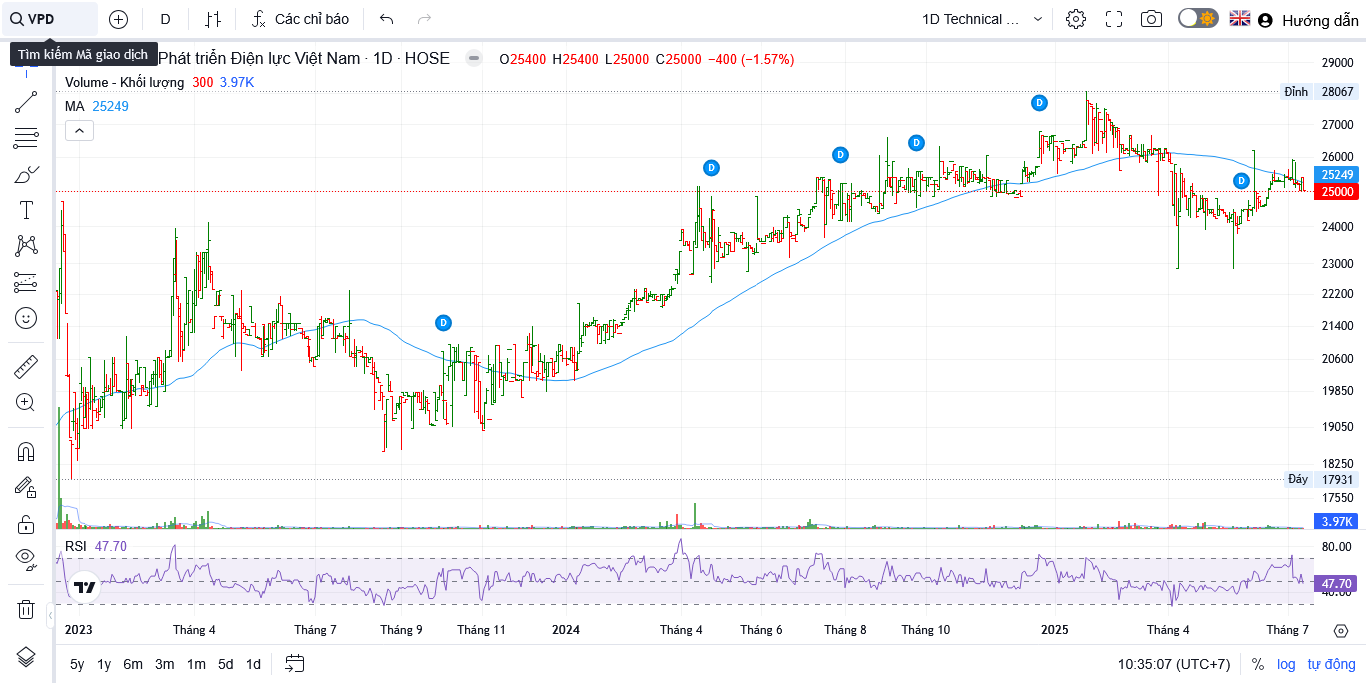 VPD
D
Các chỉ báo
1D Technical ...
Hướng dẫn
Tìm kiếm Mã giao dịch
Phát triển Điện lực Việt Nam · 1D · HOSE
O25400 H25400 L25000 C25000 −400 (−1.57%)
Volume - Khối lượng 300 3.97K
MA 25249
29000
Đỉnh 28067
27000
26000
25249
25000
24000
23000
22200
21400
20600
19850
19050
18250
Đáy 17931
17550
3.97K
D
D
D
D
D
D
RSI 47.70
80.00
47.70
40.00
2023 Tháng 4 Tháng 7 Tháng 9 Tháng 11 2024 Tháng 4 Tháng 6 Tháng 8 Tháng 10 2025 Tháng 4 Tháng 7
5y 1y 6m 3m 1m 5d 1d
10:35:07 (UTC+7) % log tự động